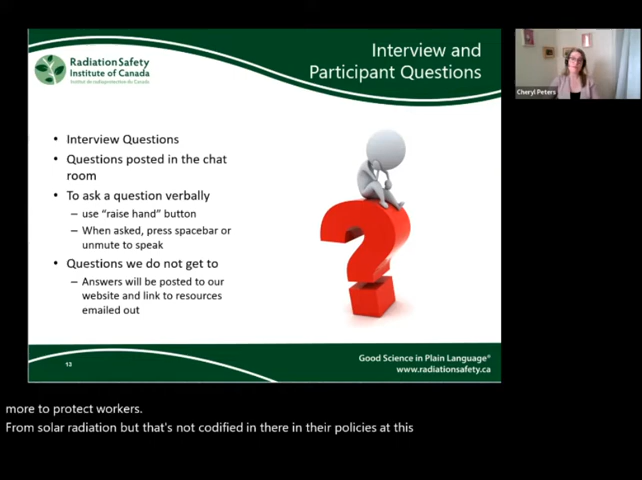 Radiation Safety
Institute of Canada
Institut de radioprotection du Canada
Interview and
Participant Questions
Cheryl Peters
• Interview Questions
• Questions posted in the chat
room
• To ask a question verbally
– use “raise hand” button
– When asked, press spacebar or
unmute to speak
• Questions we do not get to
– Answers will be posted to our
website and link to resources
emailed out
13
Good Science in Plain Language®
www.radiationsafety.ca
more to protect workers.
From solar radiation but that's not codified in there in their policies at this